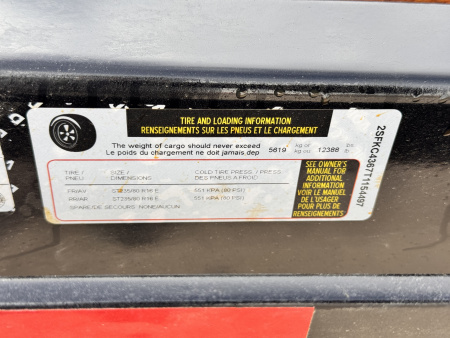 TIRE AND LOADING INFORMATION
RENSEIGNEMENTS SUR LES PNEUS ET LE CHARGEMENT
The weight of cargo should never exceed 5619 kg or 12388 lbs
Le poids du chargement ne doit jamais dep kg ou lb
TIRE / SIZE / COLD TIRE PRESS / PRESS
PNEU DIMENSIONS DES PNEUS A FROID
FR/AV ST235/80 R16 E 551 KPA (80 PSI)
RR/AR ST235/80 R16 E 551 KPA (80 PSI)
SPARE/DE SECOURS NONE/AUCUN
SEE OWNER'S
MANUAL FOR
ADDITIONAL
INFORMATION
VOIR LE MANUEL
DE L'USAGER
POUR PLUS DE
RENSEIGNEMENTS
2SFKC4367T1154497